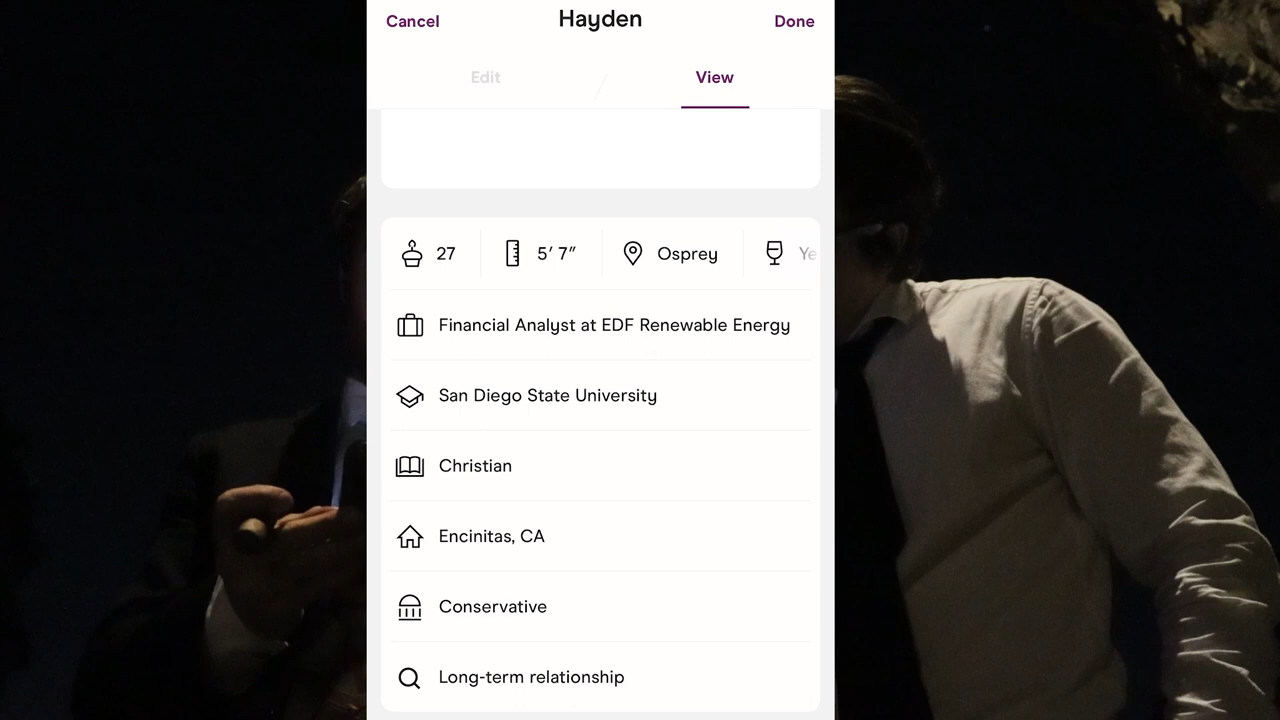 Cancel
Hayden
Done
Edit
View
27
5′ 7″
Osprey
Ye
Financial Analyst at EDF Renewable Energy
San Diego State University
Christian
Encinitas, CA
Conservative
Long-term relationship